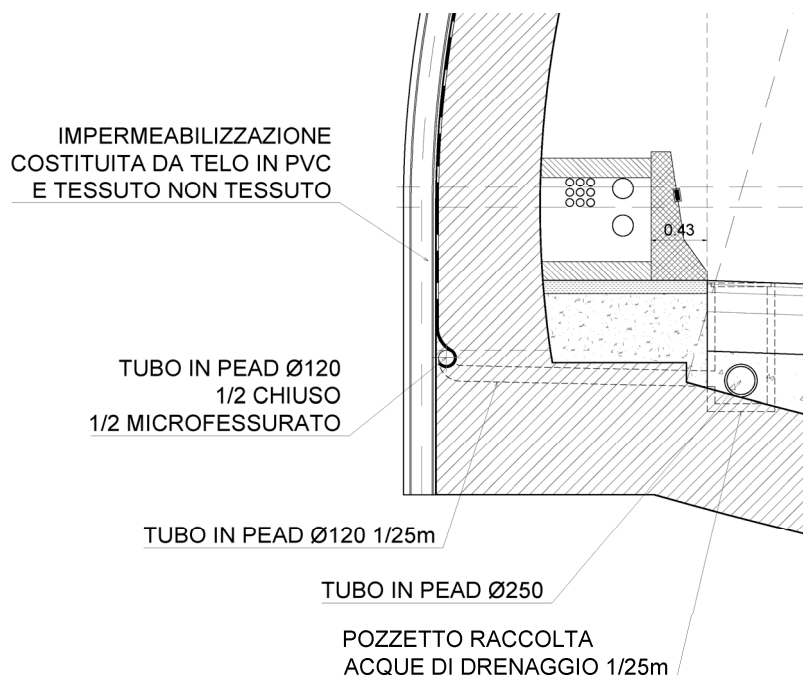 IMPERMEABILIZZAZIONE
COSTITUITA DA TELO IN PVC
E TESSUTO NON TESSUTO
0.43
TUBO IN PEAD Ø120
1/2 CHIUSO
1/2 MICROFESSURATO
TUBO IN PEAD Ø120 1/25m
TUBO IN PEAD Ø250
POZZETTO RACCOLTA
ACQUE DI DRENAGGIO 1/25m